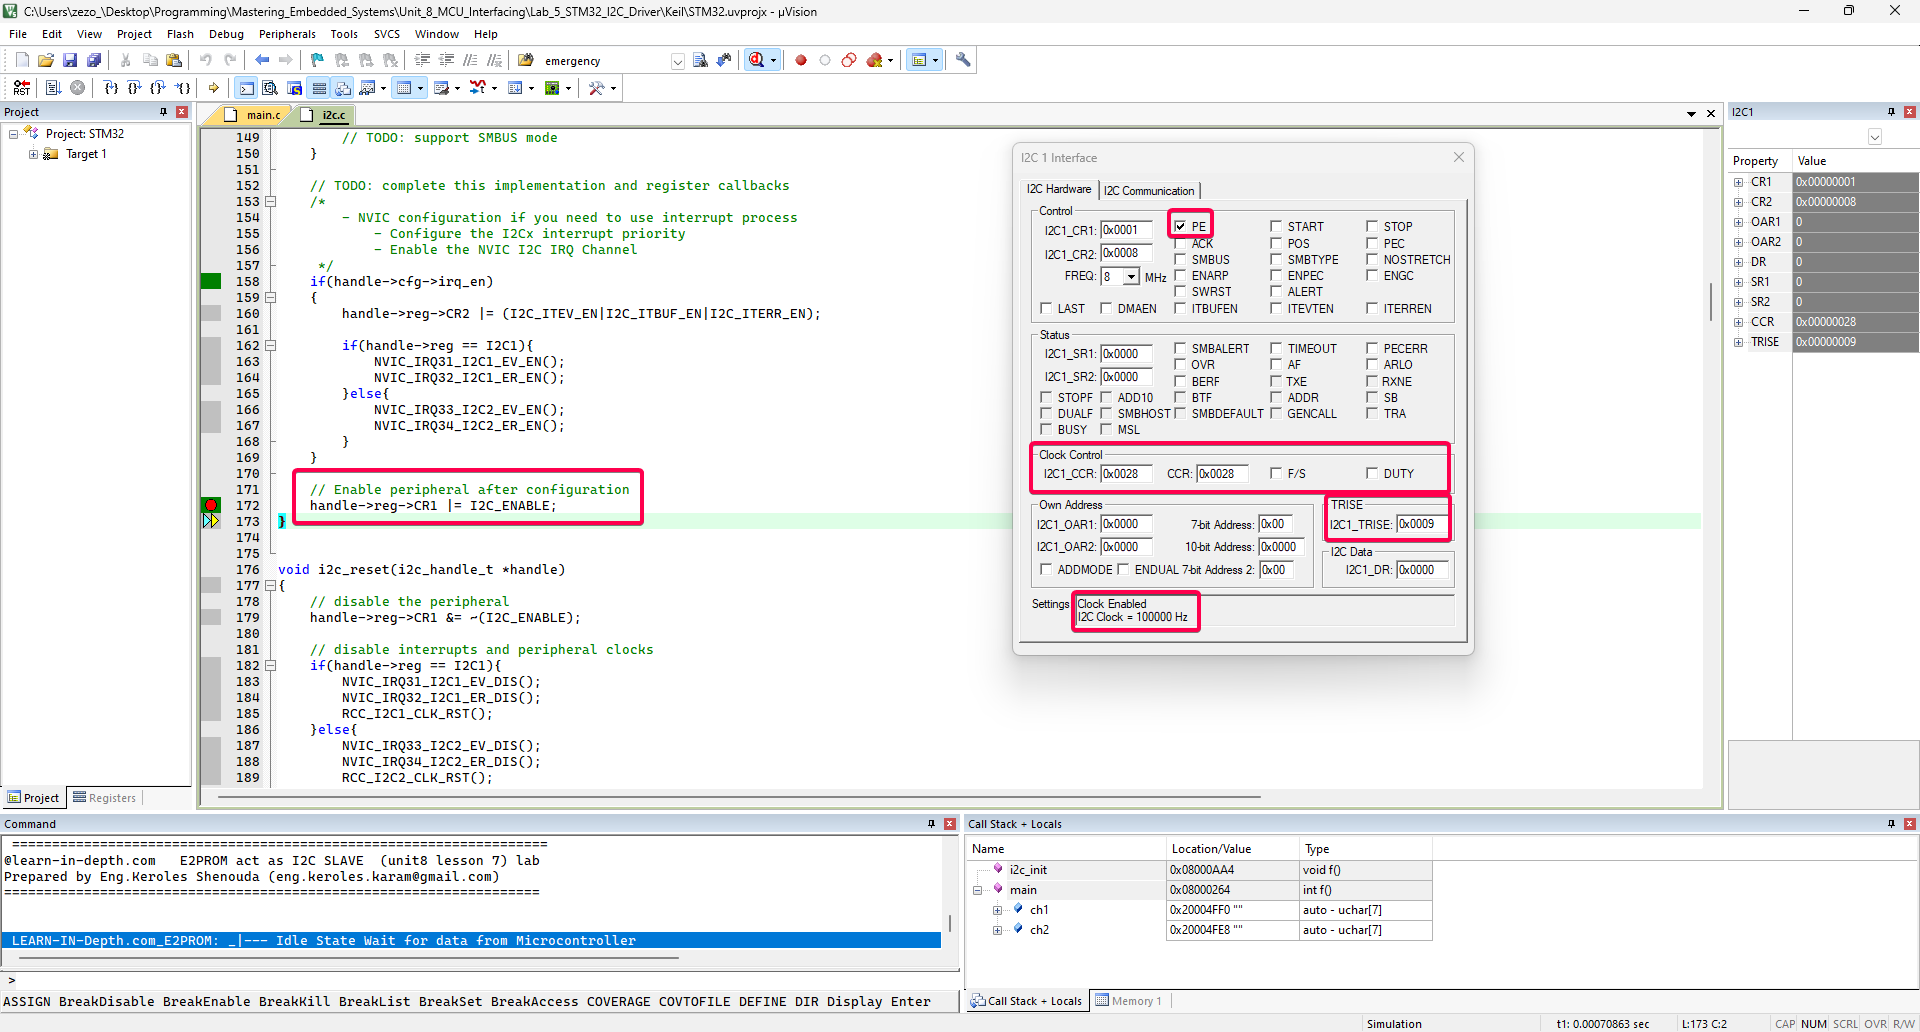 C:\Users\zezo_\Desktop\Programming\Mastering_Embedded_Systems\Unit_8_MCU_Interfacing\Lab_5_STM32_I2C_Driver\Keil\STM32.uvprojx - µVision
File Edit View Project Flash Debug Peripherals Tools SVCS Window Help
emergency
RST
Project
Project: STM32
Target 1
Project Registers
main.c i2c.c
149 // TODO: support SMBUS mode
150 }
151
152 // TODO: complete this implementation and register callbacks
153 /*
154 - NVIC configuration if you need to use interrupt process
155 - Configure the I2Cx interrupt priority
156 - Enable the NVIC I2C IRQ Channel
157 */
158 if(handle->cfg->irq_en)
159 {
160 handle->reg->CR2 |= (I2C_ITEV_EN|I2C_ITBUF_EN|I2C_ITERR_EN);
161
162 if(handle->reg == I2C1){
163 NVIC_IRQ31_I2C1_EV_EN();
164 NVIC_IRQ32_I2C1_ER_EN();
165 }else{
166 NVIC_IRQ33_I2C2_EV_EN();
167 NVIC_IRQ34_I2C2_ER_EN();
168 }
169 }
170
171 // Enable peripheral after configuration
172 handle->reg->CR1 |= I2C_ENABLE;
173 }
174
175
176 void i2c_reset(i2c_handle_t *handle)
177 {
178 // disable the peripheral
179 handle->reg->CR1 &= ~(I2C_ENABLE);
180
181 // disable interrupts and peripheral clocks
182 if(handle->reg == I2C1){
183 NVIC_IRQ31_I2C1_EV_DIS();
184 NVIC_IRQ32_I2C1_ER_DIS();
185 RCC_I2C1_CLK_RST();
186 }else{
187 NVIC_IRQ33_I2C2_EV_DIS();
188 NVIC_IRQ34_I2C2_ER_DIS();
189 RCC_I2C2_CLK_RST();
I2C 1 Interface
I2C Hardware I2C Communication
Control
I2C1_CR1: 0x0001 PE START STOP
ACK POS PEC
I2C1_CR2: 0x0008 SMBUS SMBTYPE NOSTRETCH
FREQ: 8 MHz ENARP ENPEC ENGC
SWRST ALERT
LAST DMAEN ITBUFEN ITEVTEN ITERREN
Status
I2C1_SR1: 0x0000 SMBALERT TIMEOUT PECERR
OVR AF ARLO
I2C1_SR2: 0x0000 BERF TXE RXNE
STOPF ADD10 BTF ADDR SB
DUALF SMBHOST SMBDEFAULT GENCALL TRA
BUSY MSL
Clock Control
I2C1_CCR: 0x0028 CCR: 0x0028 F/S DUTY
Own Address
I2C1_OAR1: 0x0000 7-bit Address: 0x00
I2C1_OAR2: 0x0000 10-bit Address: 0x0000
ADDMODE ENDUAL 7-bit Address 2: 0x00
TRISE
I2C1_TRISE: 0x0009
I2C Data
I2C1_DR: 0x0000
Settings: Clock Enabled
I2C Clock = 100000 Hz
I2C1
Property Value
CR1 0x00000001
CR2 0x00000008
OAR1 0
OAR2 0
DR 0
SR1 0
SR2 0
CCR 0x00000028
TRISE 0x00000009
Command
===================================================================
@learn-in-depth.com E2PROM act as I2C SLAVE (unit8 lesson 7) lab
Prepared by Eng.Keroles Shenouda (eng.keroles.karam@gmail.com)
===================================================================
LEARN-IN-Depth.com_E2PROM: _|--- Idle State Wait for data from Microcontroller
>
ASSIGN BreakDisable BreakEnable BreakKill BreakList BreakSet BreakAccess COVERAGE COVTOFILE DEFINE DIR Display Enter
Call Stack + Locals
Name Location/Value Type
i2c_init 0x08000AA4 void f()
main 0x08000264 int f()
ch1 0x20004FF0 "" auto - uchar[7]
ch2 0x20004FE8 "" auto - uchar[7]
Call Stack + Locals Memory 1
Simulation t1: 0.00070863 sec L:173 C:2 CAP NUM SCRL OVR R/W